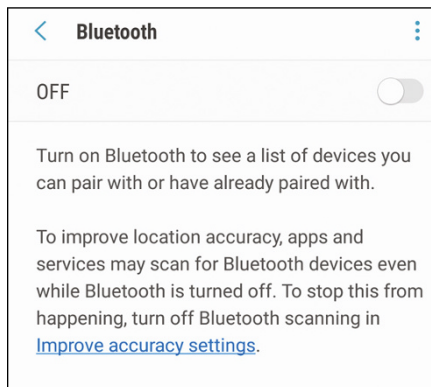 Bluetooth
OFF
Turn on Bluetooth to see a list of devices you
can pair with or have already paired with.
To improve location accuracy, apps and
services may scan for Bluetooth devices even
while Bluetooth is turned off. To stop this from
happening, turn off Bluetooth scanning in
Improve accuracy settings.